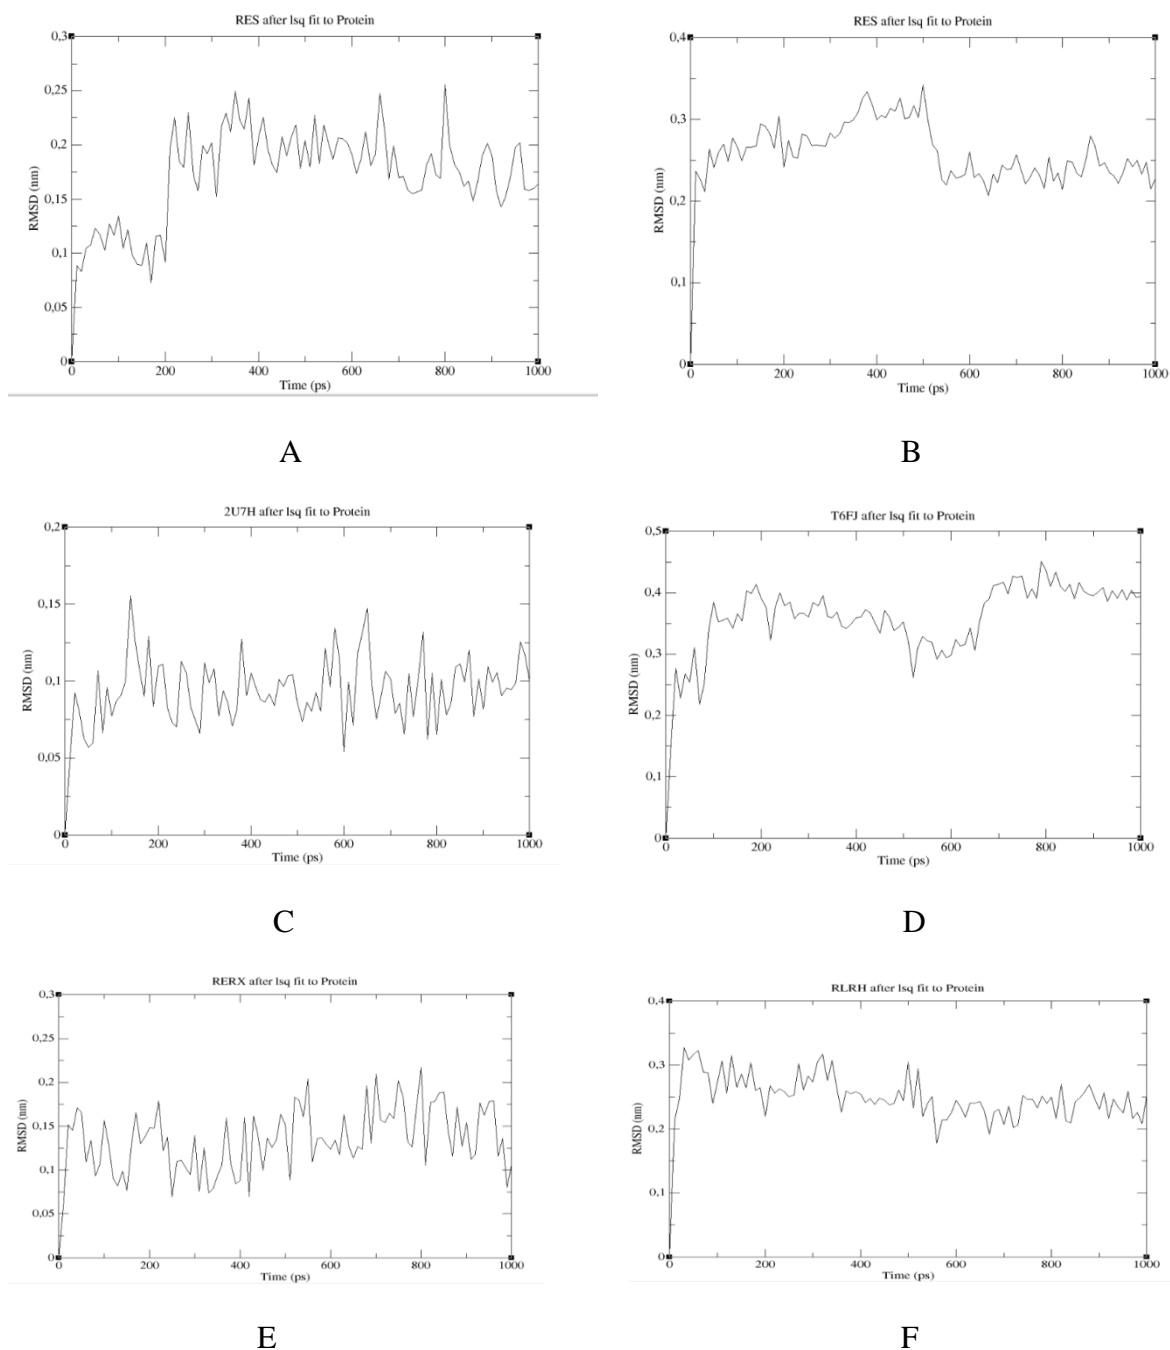 RES after lsq fit to Protein
0,3
0,25
0,2
0,15
0,1
0,05
0
RMSD (nm)
0 200 400 600 800 1000
Time (ps)
A
RES after lsq fit to Protein
0,4
0,3
0,2
0,1
0
RMSD (nm)
0 200 400 600 800 1000
Time (ps)
B
2U7H after lsq fit to Protein
0,2
0,15
0,1
0,05
0
RMSD (nm)
0 200 400 600 800 1000
Time (ps)
C
T6FJ after lsq fit to Protein
0,5
0,4
0,3
0,2
0,1
0
RMSD (nm)
0 200 400 600 800 1000
Time (ps)
D
RERX after lsq fit to Protein
0,3
0,25
0,2
0,15
0,1
0,05
0
RMSD (nm)
0 200 400 600 800 1000
Time (ps)
E
RLRH after lsq fit to Protein
0,4
0,3
0,2
0,1
0
RMSD (nm)
0 200 400 600 800 1000
Time (ps)
F